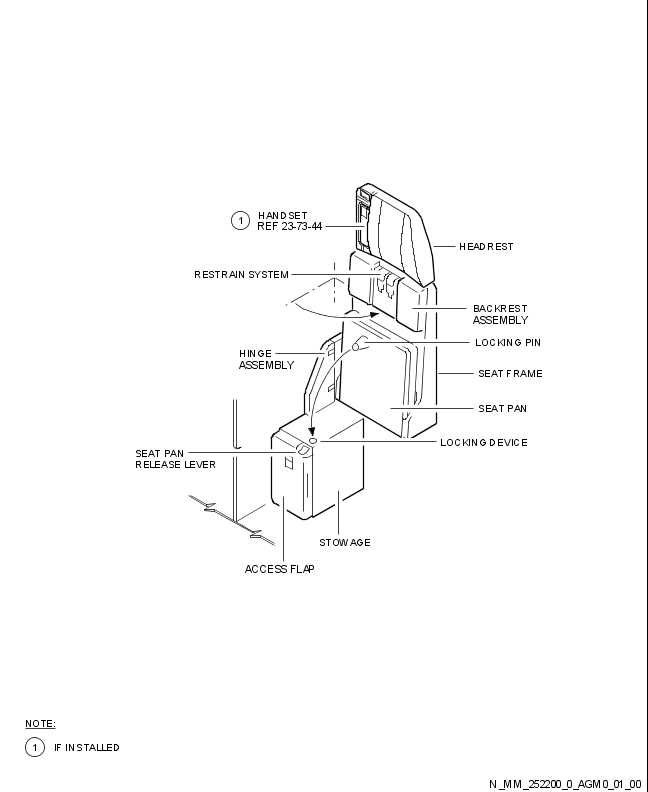 1 HANDSET
REF 23-73-44
HEADREST
RESTRAIN SYSTEM
BACKREST
ASSEMBLY
LOCKING PIN
HINGE
ASSEMBLY
SEAT FRAME
SEAT PAN
LOCKING DEVICE
SEAT PAN
RELEASE LEVER
STOWAGE
ACCESS FLAP
NOTE:
1 IF INSTALLED
N_MM_252200_0_AGM0_01_00